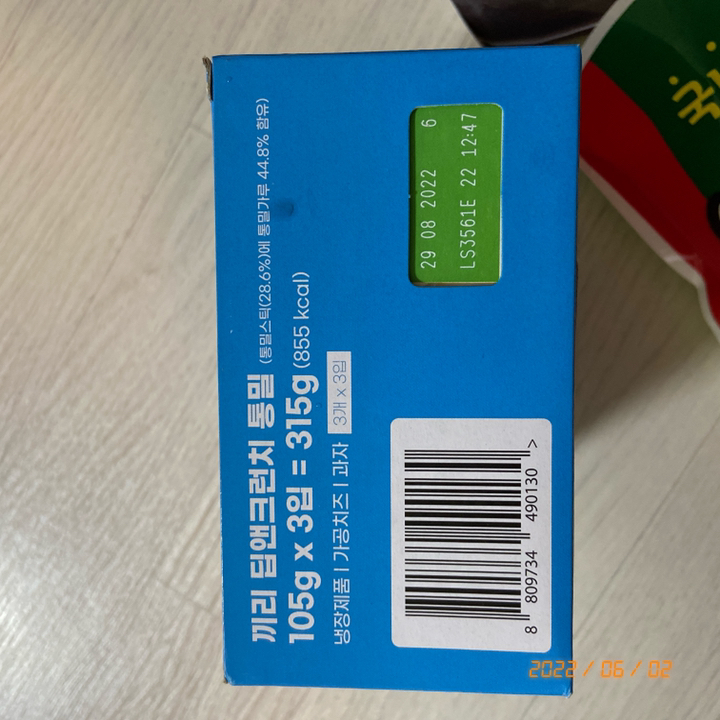 끼리 딥앤크런치 통밀 (통밀스틱(28.6%)에 통밀가루 44.8% 함유)
105g x 3입 = 315g (855 kcal)
냉장제품 | 가공치즈 | 과자 3개 x 3입
29 08 2022 6
LS3561E 22 12:47
8 809734 490130 >
2022 / 06 / 02